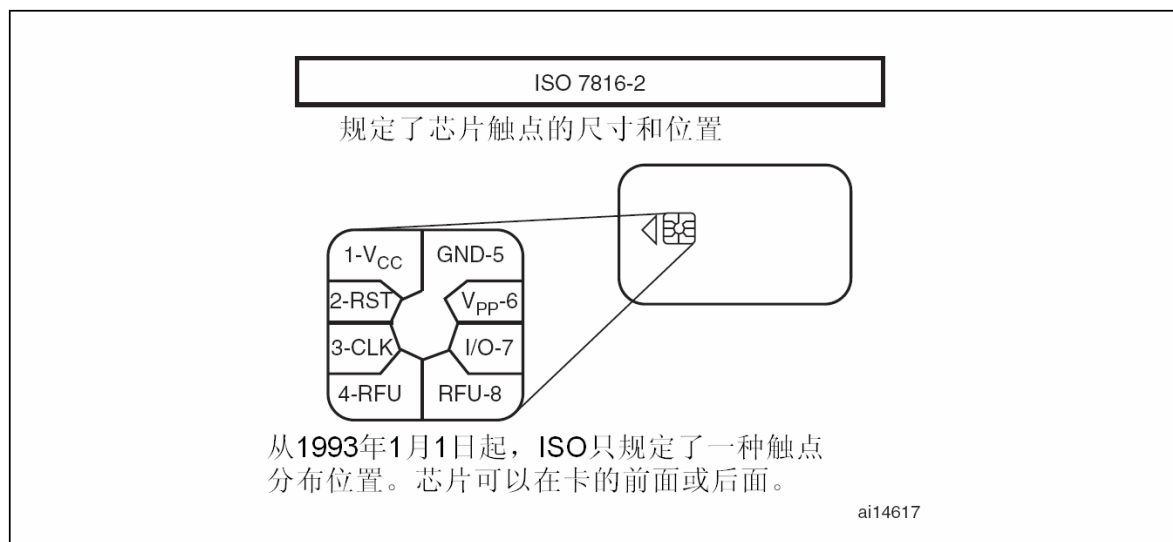 ISO 7816-2
规定了芯片触点的尺寸和位置
1-VCC
GND-5
2-RST
VPP-6
3-CLK
I/O-7
4-RFU
RFU-8
从1993年1月1日起，ISO只规定了一种触点
分布位置。芯片可以在卡的前面或后面。
ai14617